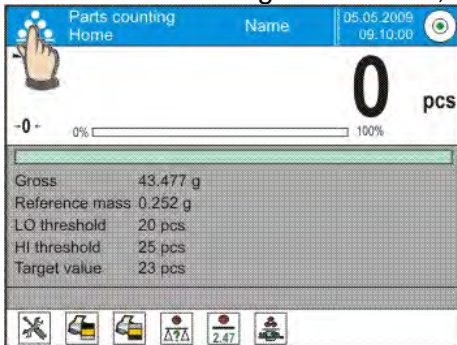 Parts counting
Home
Name
05.05.2009
09:10:00
0
pcs
-0-
0%
100%
Gross 43.477 g
Reference mass 0.252 g
LO threshold 20 pcs
HI threshold 25 pcs
Target value 23 pcs
?
2.47